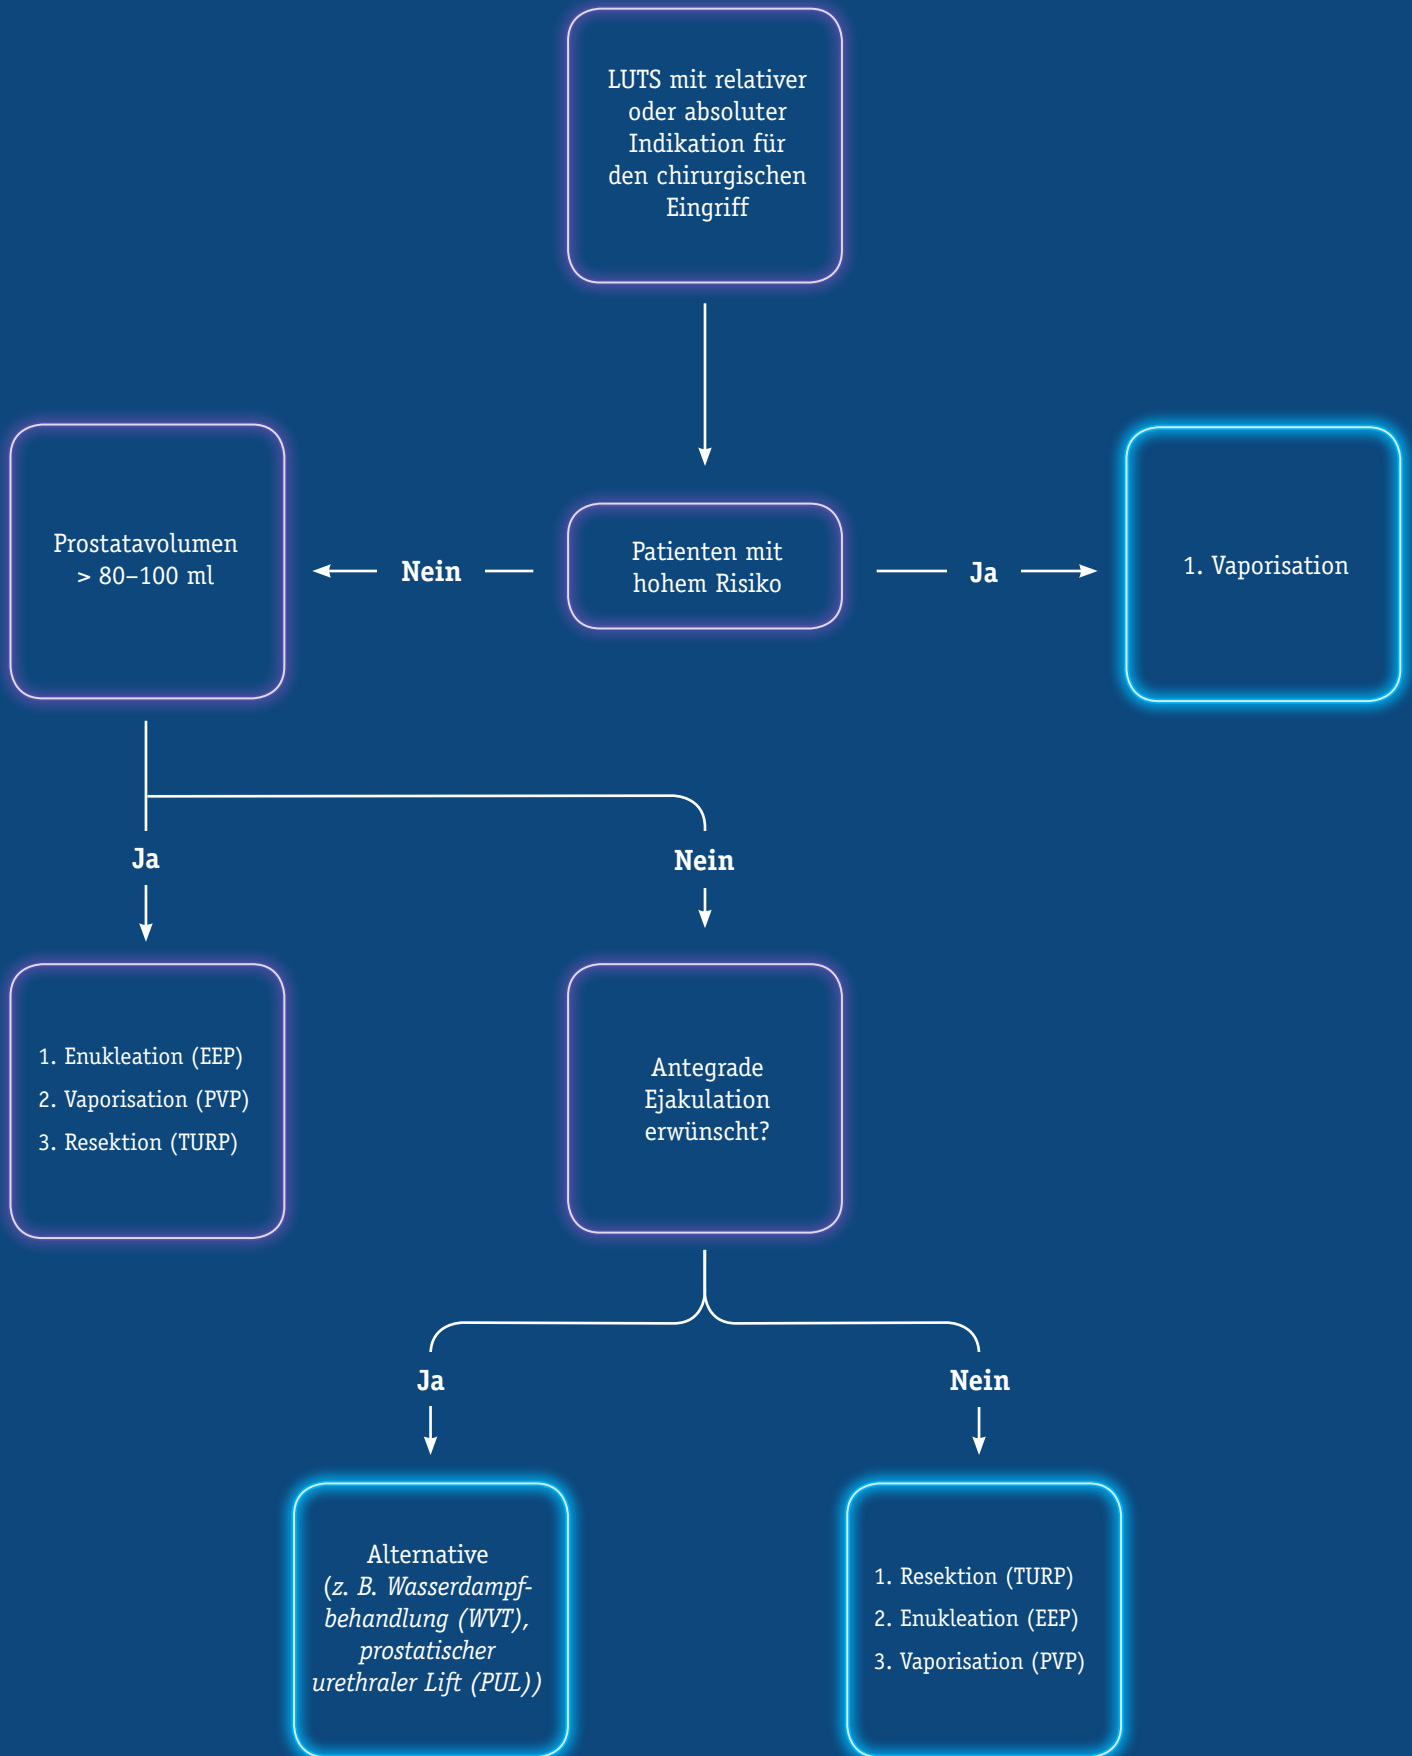 LUTS mit relativer
oder absoluter
Indikation für
den chirurgischen
Eingriff
Prostatavolumen
> 80–100 ml
Nein
Patienten mit
hohem Risiko
Ja
1. Vaporisation
Ja
Nein
1. Enukleation (EEP)
2. Vaporisation (PVP)
3. Resektion (TURP)
Antegrade
Ejakulation
erwünscht?
Ja
Nein
Alternative
(z. B. Wasserdampf-
behandlung (WVT),
prostatischer
urethraler Lift (PUL))
1. Resektion (TURP)
2. Enukleation (EEP)
3. Vaporisation (PVP)